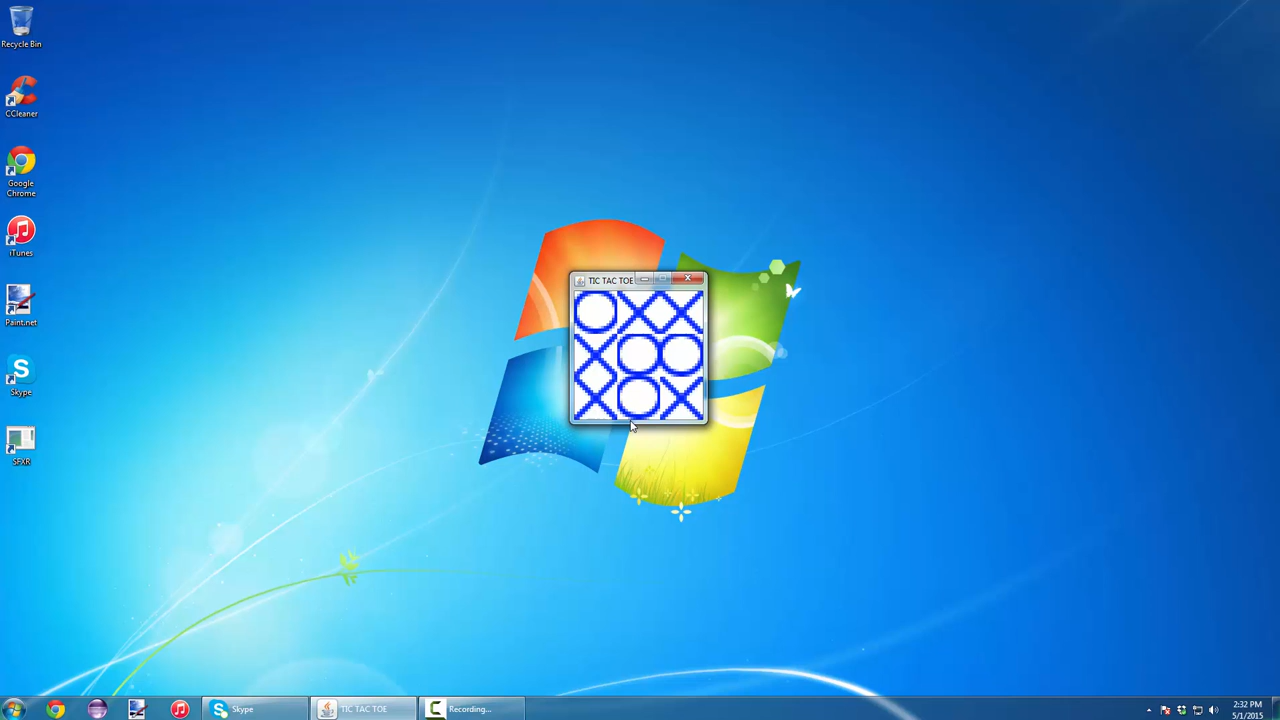 Recycle Bin
CCleaner
Google
Chrome
iTunes
Paint.net
Skype
SFXR
TIC TAC TOE
Skype
TIC TAC TOE
Recording...
2:32 PM
5/1/2015